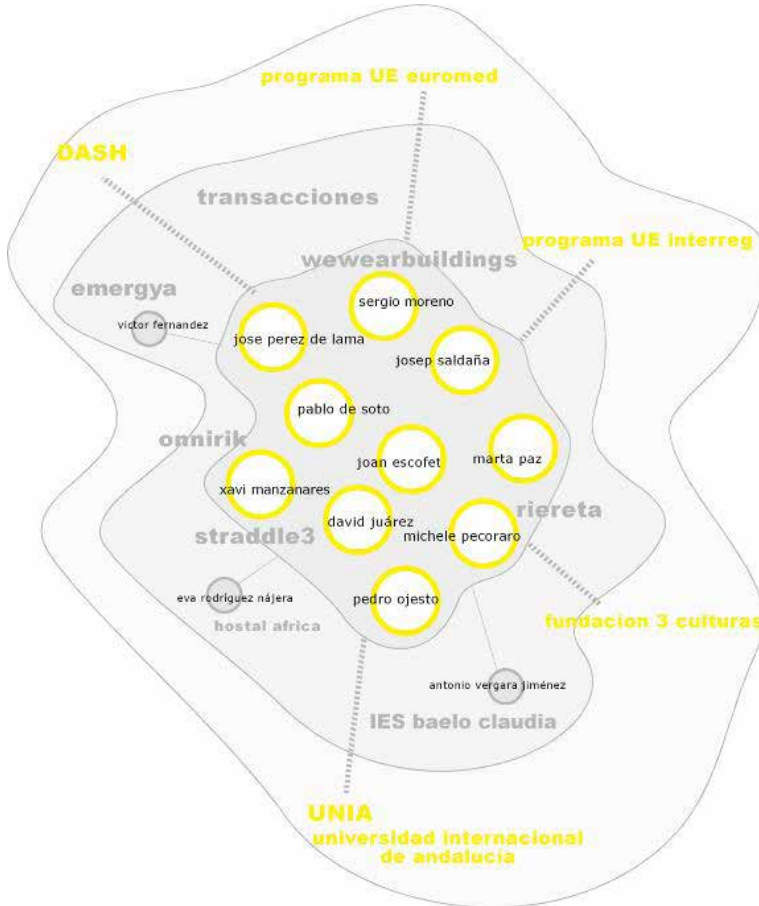 programa UE euromed
DASH
transacciones
programa UE interreg
wewearbuildings
emergya
sergio moreno
victor fernandez
jose perez de lama
josep saldaña
pablo de soto
onnirik
joan escofet
marta paz
xavi manzanares
riereta
david juárez
straddle3
michele pecoraro
eva rodriguez nájera
pedro ojesto
hostal africa
fundacion 3 culturas
antonio vergara jiménez
IES baelo claudia
UNIA
universidad internacional
de andalucía